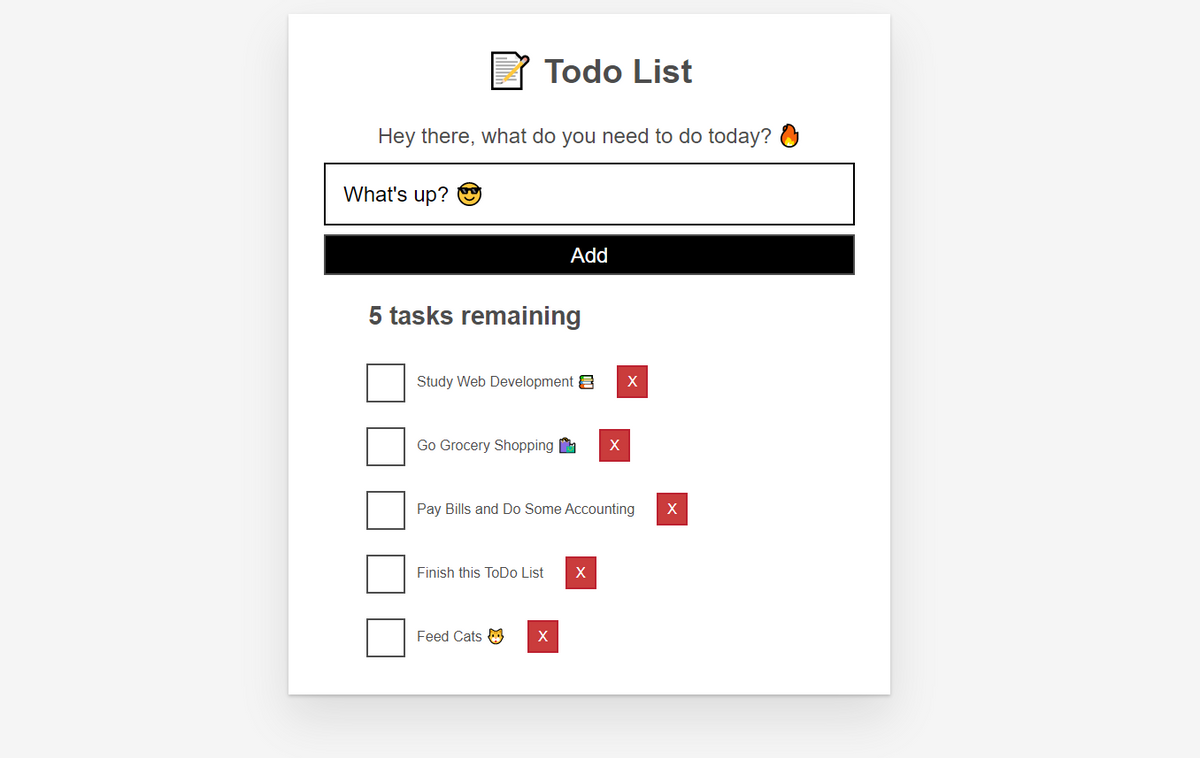 📝 Todo List
Hey there, what do you need to do today? 🔥
What's up? 😎
Add
5 tasks remaining
Study Web Development 📚 X
Go Grocery Shopping 🛍️ X
Pay Bills and Do Some Accounting X
Finish this ToDo List X
Feed Cats 🐱 X